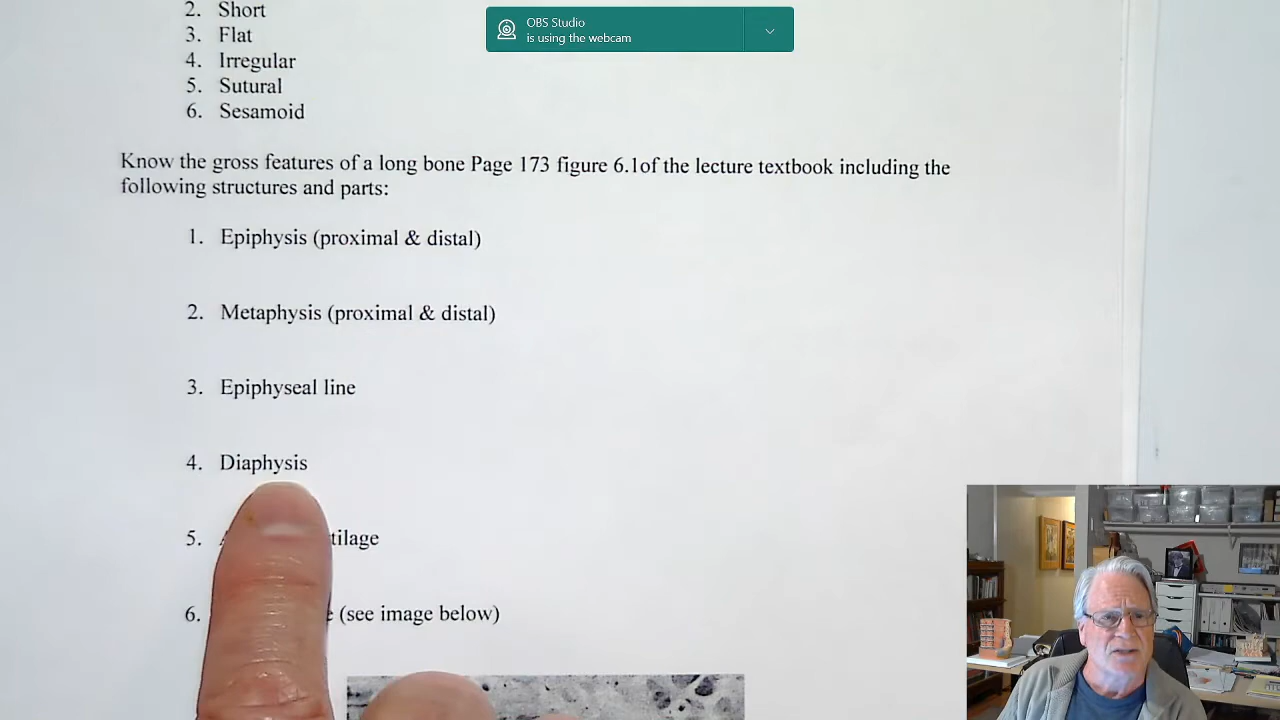 OBS Studio
is using the webcam
2. Short
3. Flat
4. Irregular
5. Sutural
6. Sesamoid
Know the gross features of a long bone Page 173 figure 6.1of the lecture textbook including the
following structures and parts:
1. Epiphysis (proximal & distal)
2. Metaphysis (proximal & distal)
3. Epiphyseal line
4. Diaphysis
5. tilage
6. (see image below)